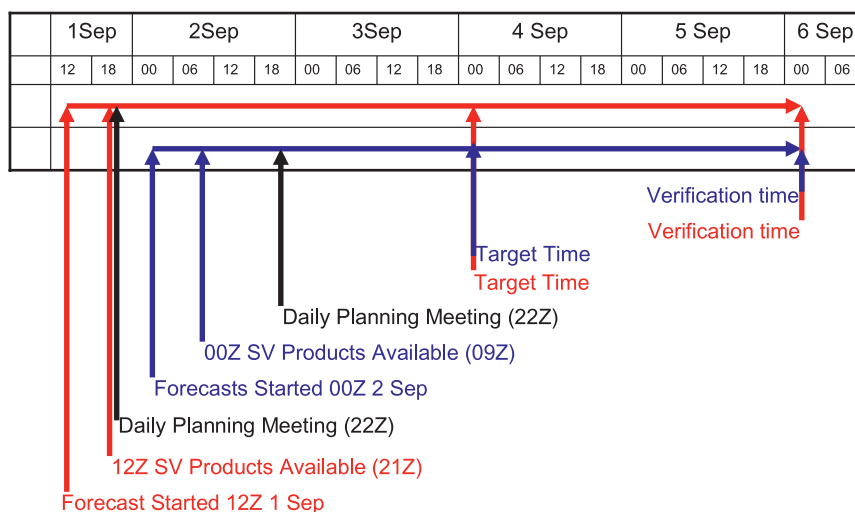 1Sep 2Sep 3Sep 4 Sep 5 Sep 6 Sep
12 18 00 06 12 18 00 06 12 18 00 06 12 18 00 06 12 18 00 06
Verification time
Verification time
Target Time
Target Time
Daily Planning Meeting (22Z)
00Z SV Products Available (09Z)
Forecasts Started 00Z 2 Sep
Daily Planning Meeting (22Z)
12Z SV Products Available (21Z)
Forecast Started 12Z 1 Sep